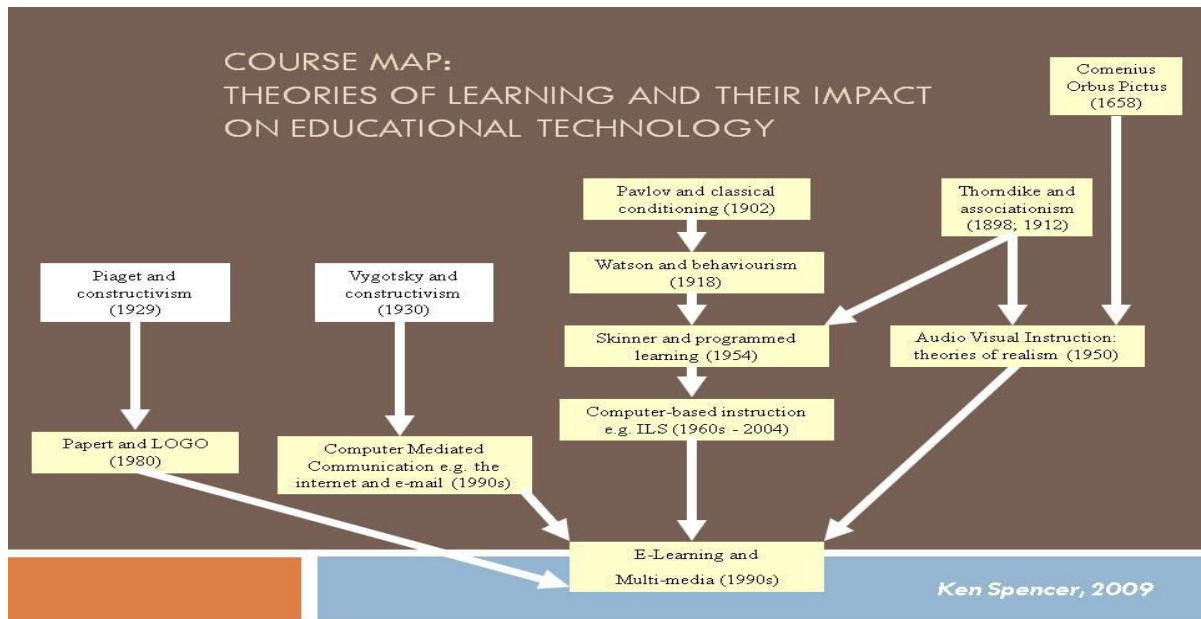 COURSE MAP:
THEORIES OF LEARNING AND THEIR IMPACT
ON EDUCATIONAL TECHNOLOGY
Comenius
Orbus Pictus
(1658)
Pavlov and classical
conditioning (1902)
Thorndike and
associationism
(1898; 1912)
Watson and behaviourism
(1918)
Piaget and
constructivism
(1929)
Vygotsky and
constructivism
(1930)
Skinner and programmed
learning (1954)
Audio Visual Instruction:
theories of realism (1950)
Computer-based instruction
e.g. ILS (1960s - 2004)
Papert and LOGO
(1980)
Computer Mediated
Communication e.g. the
internet and e-mail (1990s)
E-Learning and
Multi-media (1990s)
Ken Spencer, 2009